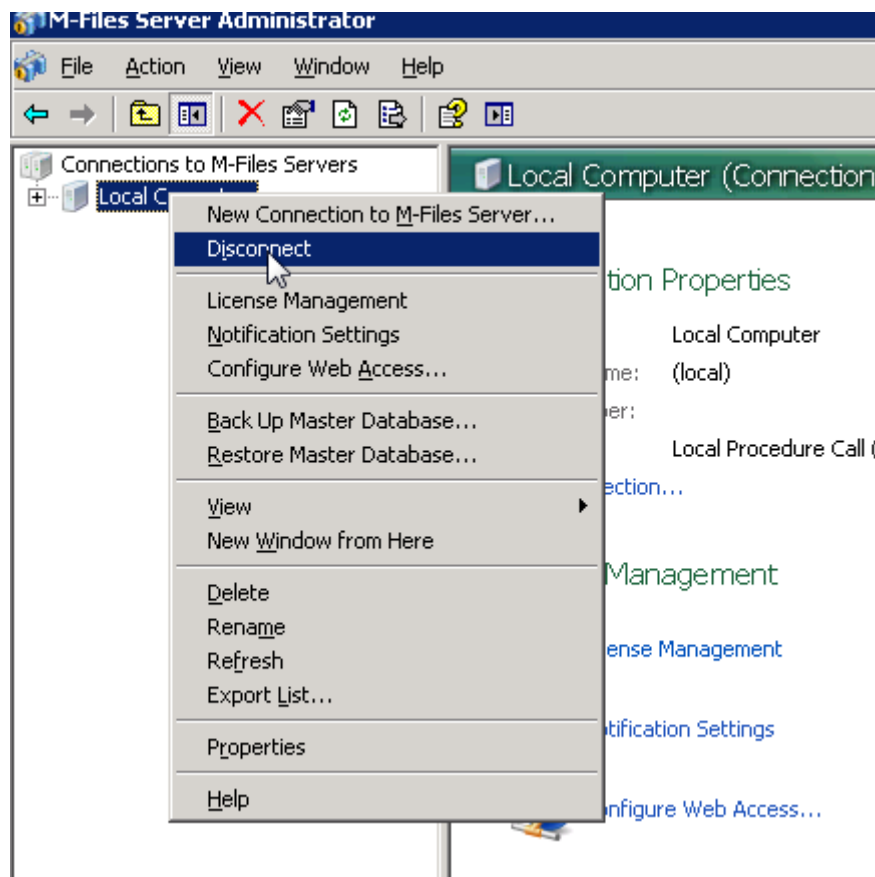 M-Files Server Administrator
File Action View Window Help
Connections to M-Files Servers
Local
Local Computer (Connection
New Connection to M-Files Server...
Disconnect
License Management
Notification Settings
Configure Web Access...
Back Up Master Database...
Restore Master Database...
View
New Window from Here
Delete
Rename
Refresh
Export List...
Properties
Help
tion Properties
Local Computer
me: (local)
er:
Local Procedure Call (
ection...
Management
ense Management
tification Settings
nfigure Web Access...